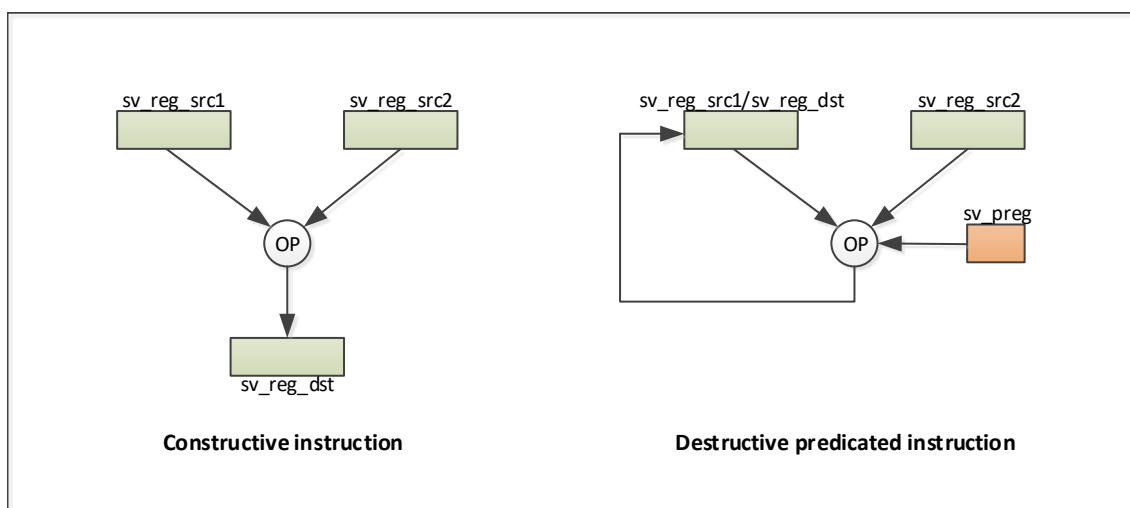 sv_reg_src1
sv_reg_src2
OP
sv_reg_dst
Constructive instruction
sv_reg_src1/sv_reg_dst
sv_reg_src2
sv_preg
OP
Destructive predicated instruction